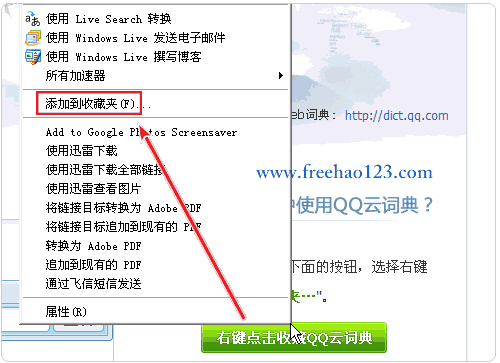 使用 Live Search 转换
使用 Windows Live 发送电子邮件
使用 Windows Live 撰写博客
所有加速器
添加到收藏夹(F)...
Add to Google Photos Screensaver
使用迅雷下载
使用迅雷下载全部链接
使用迅雷查看图片
将链接目标转换为 Adobe PDF
将链接目标追加到现有的 PDF
转换为 Adobe PDF
追加到现有的 PDF
通过飞信短信发送
属性(R)
eb词典：http://dict.qq.com
www.freehao123.com
使用QQ云词典？
下面的按钮，选择右键
夹…"。
右键点击收藏QQ云词典